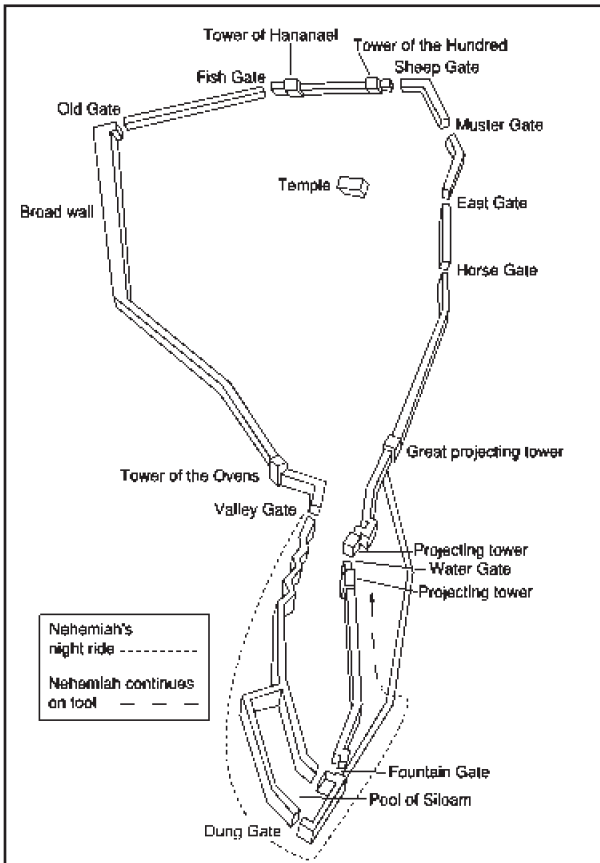 Tower of Hananael
Tower of the Hundred
Fish Gate
Sheep Gate
Old Gate
Muster Gate
Temple
Broad wall
East Gate
Horse Gate
Great projecting tower
Tower of the Ovens
Valley Gate
Projecting tower
Water Gate
Projecting tower
Nehemiah's
night ride
Nehemiah continues
on foot
Fountain Gate
Pool of Siloam
Dung Gate